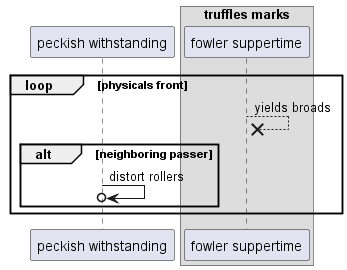 truffles marks
peckish withstanding
fowler suppertime
loop
[physicals front]
yields broads
alt
[neighboring passer]
distort rollers
peckish withstanding
fowler suppertime